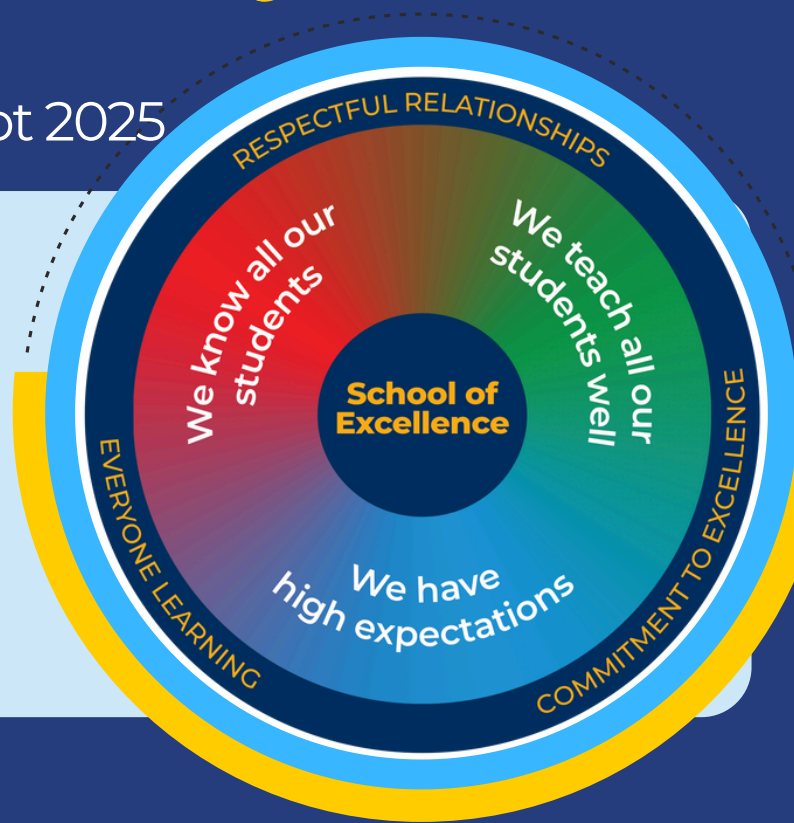 2025
RESPECTFUL RELATIONSHIPS
We know all our
students
We teach all our
students well
School of
Excellence
We have
high expectations
EVERYONE LEARNING
COMMITMENT TO EXCELLENCE